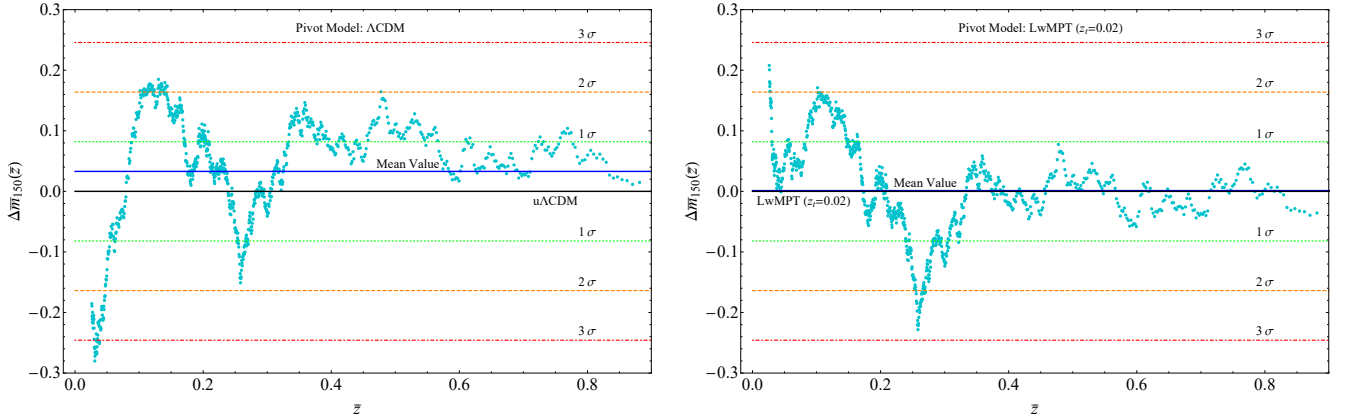 Pivot Model: ΛCDM
3 σ
2 σ
1 σ
Mean Value
uΛCDM
1 σ
2 σ
3 σ
0.3
0.2
0.1
0.0
−0.1
−0.2
−0.3
Δm̅₁₅₀(z̅)
0.0 0.2 0.4 0.6 0.8
z̅
Pivot Model: LwMPT (zₜ=0.02)
3 σ
2 σ
1 σ
Mean Value
LwMPT (zₜ=0.02)
1 σ
2 σ
3 σ
0.3
0.2
0.1
0.0
−0.1
−0.2
−0.3
Δm̅₁₅₀(z̅)
0.0 0.2 0.4 0.6 0.8
z̅